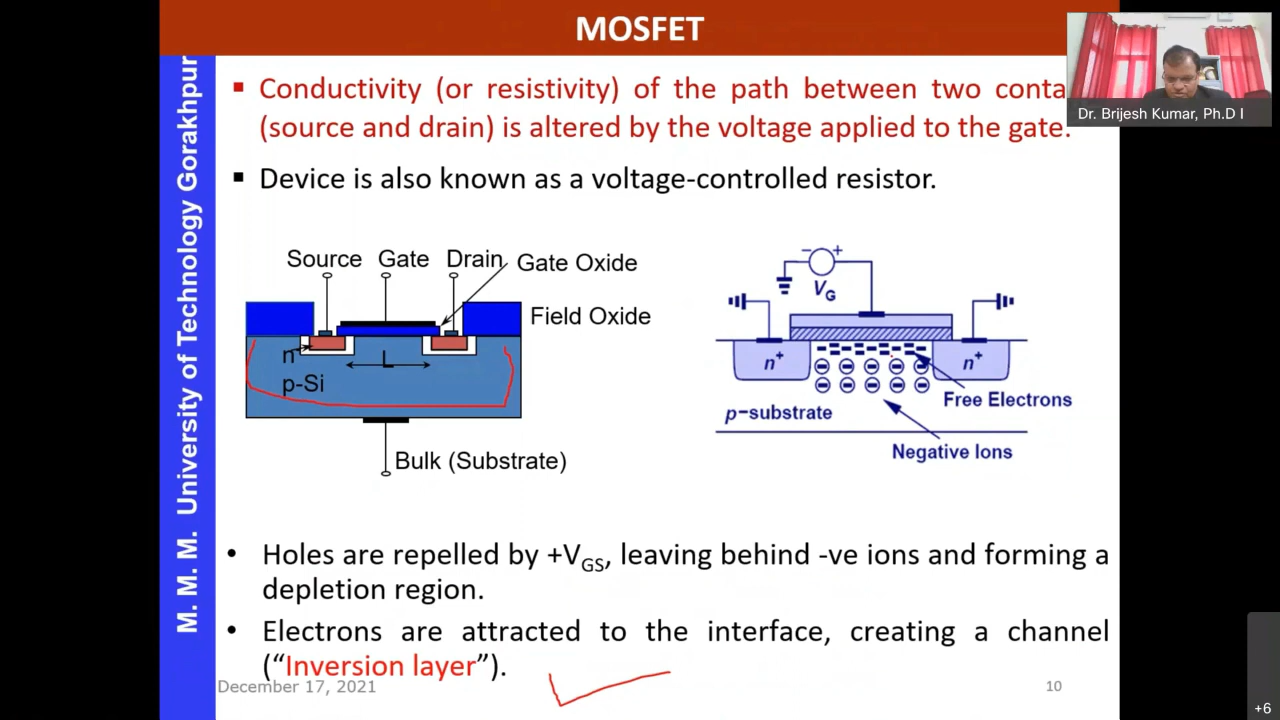 MOSFET
M. M. M. University of Technology Gorakhpur
▪ Conductivity (or resistivity) of the path between two conta
(source and drain) is altered by the voltage applied to the gate.
▪ Device is also known as a voltage-controlled resistor.
Dr. Brijesh Kumar, Ph.D I
Source Gate Drain Gate Oxide
Field Oxide
n
L
p-Si
Bulk (Substrate)
− +
VG
n+ n+
p−substrate
Free Electrons
Negative Ions
• Holes are repelled by +VGS, leaving behind -ve ions and forming a
depletion region.
• Electrons are attracted to the interface, creating a channel
(“Inversion layer”).
December 17, 2021
10
+6